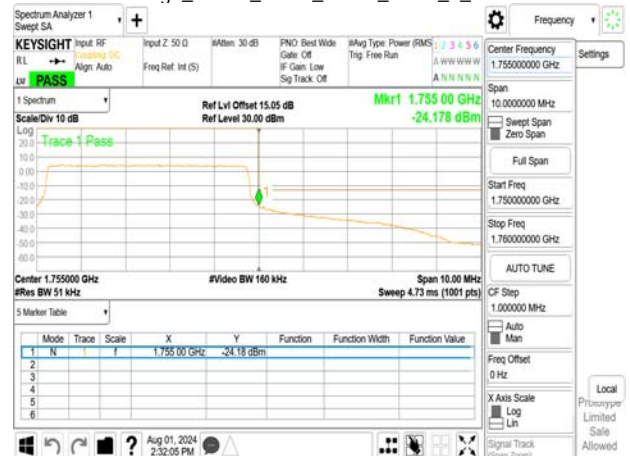 Spectrum Analyzer 1
Swept SA
Frequency
KEYSIGHT
RL
Input: RF
Coupling: DC
Align: Auto
Input Z: 50 Ω
Freq Ref: Int (S)
#Atten: 30 dB
PNO: Best Wide
Gate: Off
IF Gain: Low
Sig Track: Off
#Avg Type: Power (RMS
Trig: Free Run
1 2 3 4 5 6
A W W W W W
A N N N N N
PASS
1 Spectrum
Scale/Div 10 dB
Ref Lvl Offset 15.05 dB
Ref Level 30.00 dBm
Mkr1 1.755 00 GHz
-24.178 dBm
Log
Trace 1 Pass
20.0
10.0
0.00
-10.0
-20.0
-30.0
-40.0
-50.0
-60.0
1
Center 1.755000 GHz
#Res BW 51 kHz
#Video BW 160 kHz
Span 10.00 MHz
Sweep 4.73 ms (1001 pts)
5 Marker Table
Mode Trace Scale X Y Function Function Width Function Value
1 N 1 f 1.755 00 GHz -24.18 dBm
2
3
4
5
6
Aug 01, 2024
2:32:05 PM
Center Frequency
1.755000000 GHz
Settings
Span
10.0000000 MHz
Swept Span
Zero Span
Full Span
Start Freq
1.750000000 GHz
Stop Freq
1.760000000 GHz
AUTO TUNE
CF Step
1.000000 MHz
Auto
Man
Freq Offset
0 Hz
X Axis Scale
Log
Lin
Signal Track
(Span Zoom)
Local
Prototype
Limited
Sale
Allowed